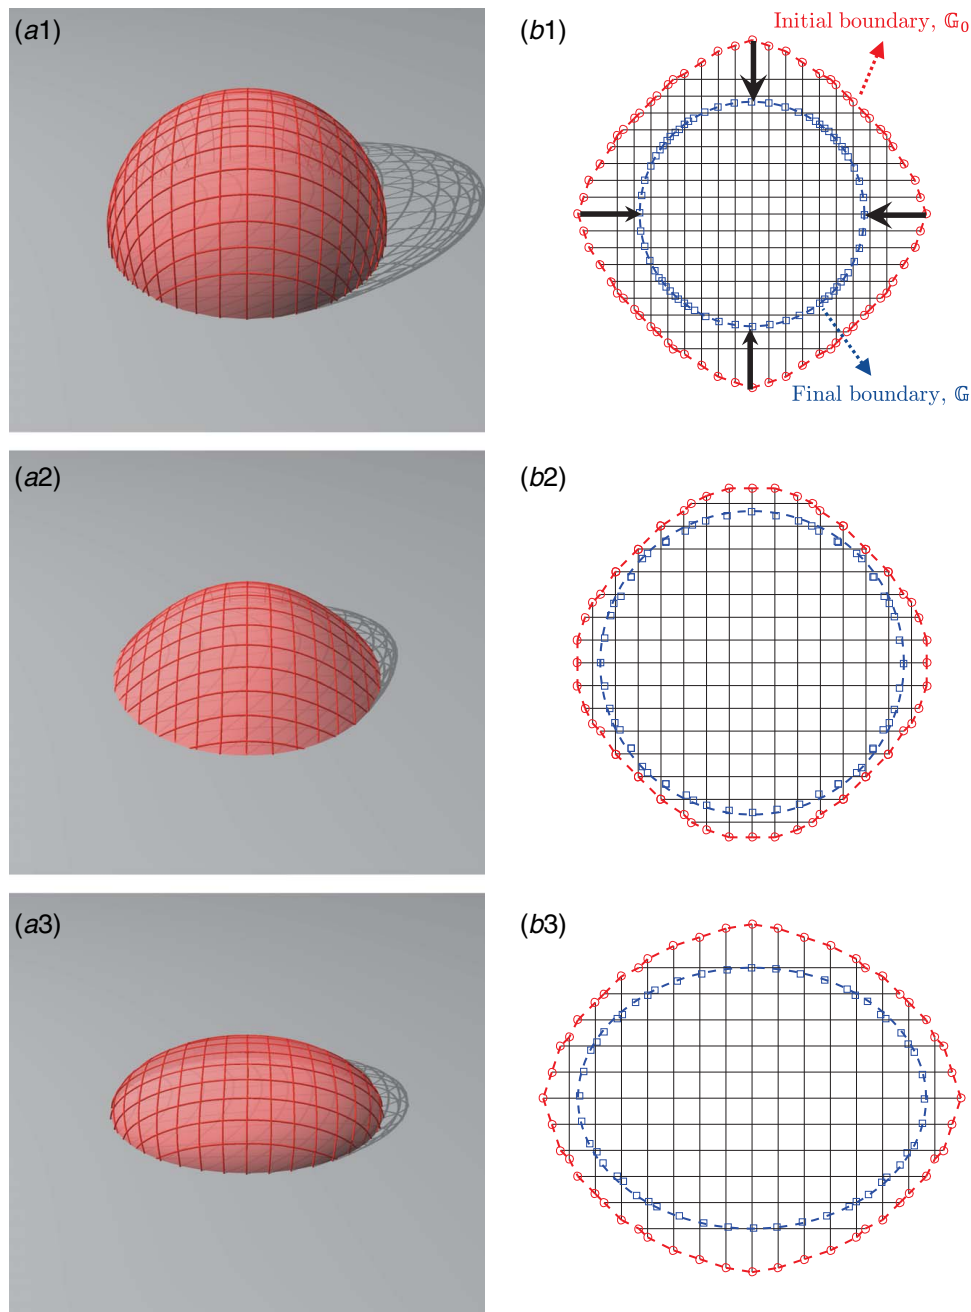 (a1)
(b1)
Initial boundary, 𝔾0
Final boundary, 𝔾
(a2)
(b2)
(a3)
(b3)